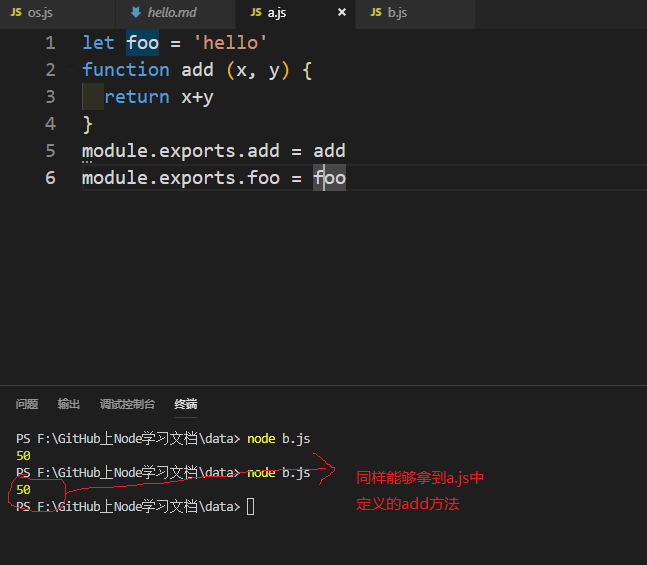 JS os.js hello.md JS a.js × JS b.js
1 let foo = 'hello'
2 function add (x, y) {
3 return x+y
4 }
5 module.exports.add = add
6 module.exports.foo = foo
问题 输出 调试控制台 终端
PS F:\GitHub上Node学习文档\data> node b.js
50
PS F:\GitHub上Node学习文档\data> node b.js
50
PS F:\GitHub上Node学习文档\data>
同样能够拿到a.js中
定义的add方法